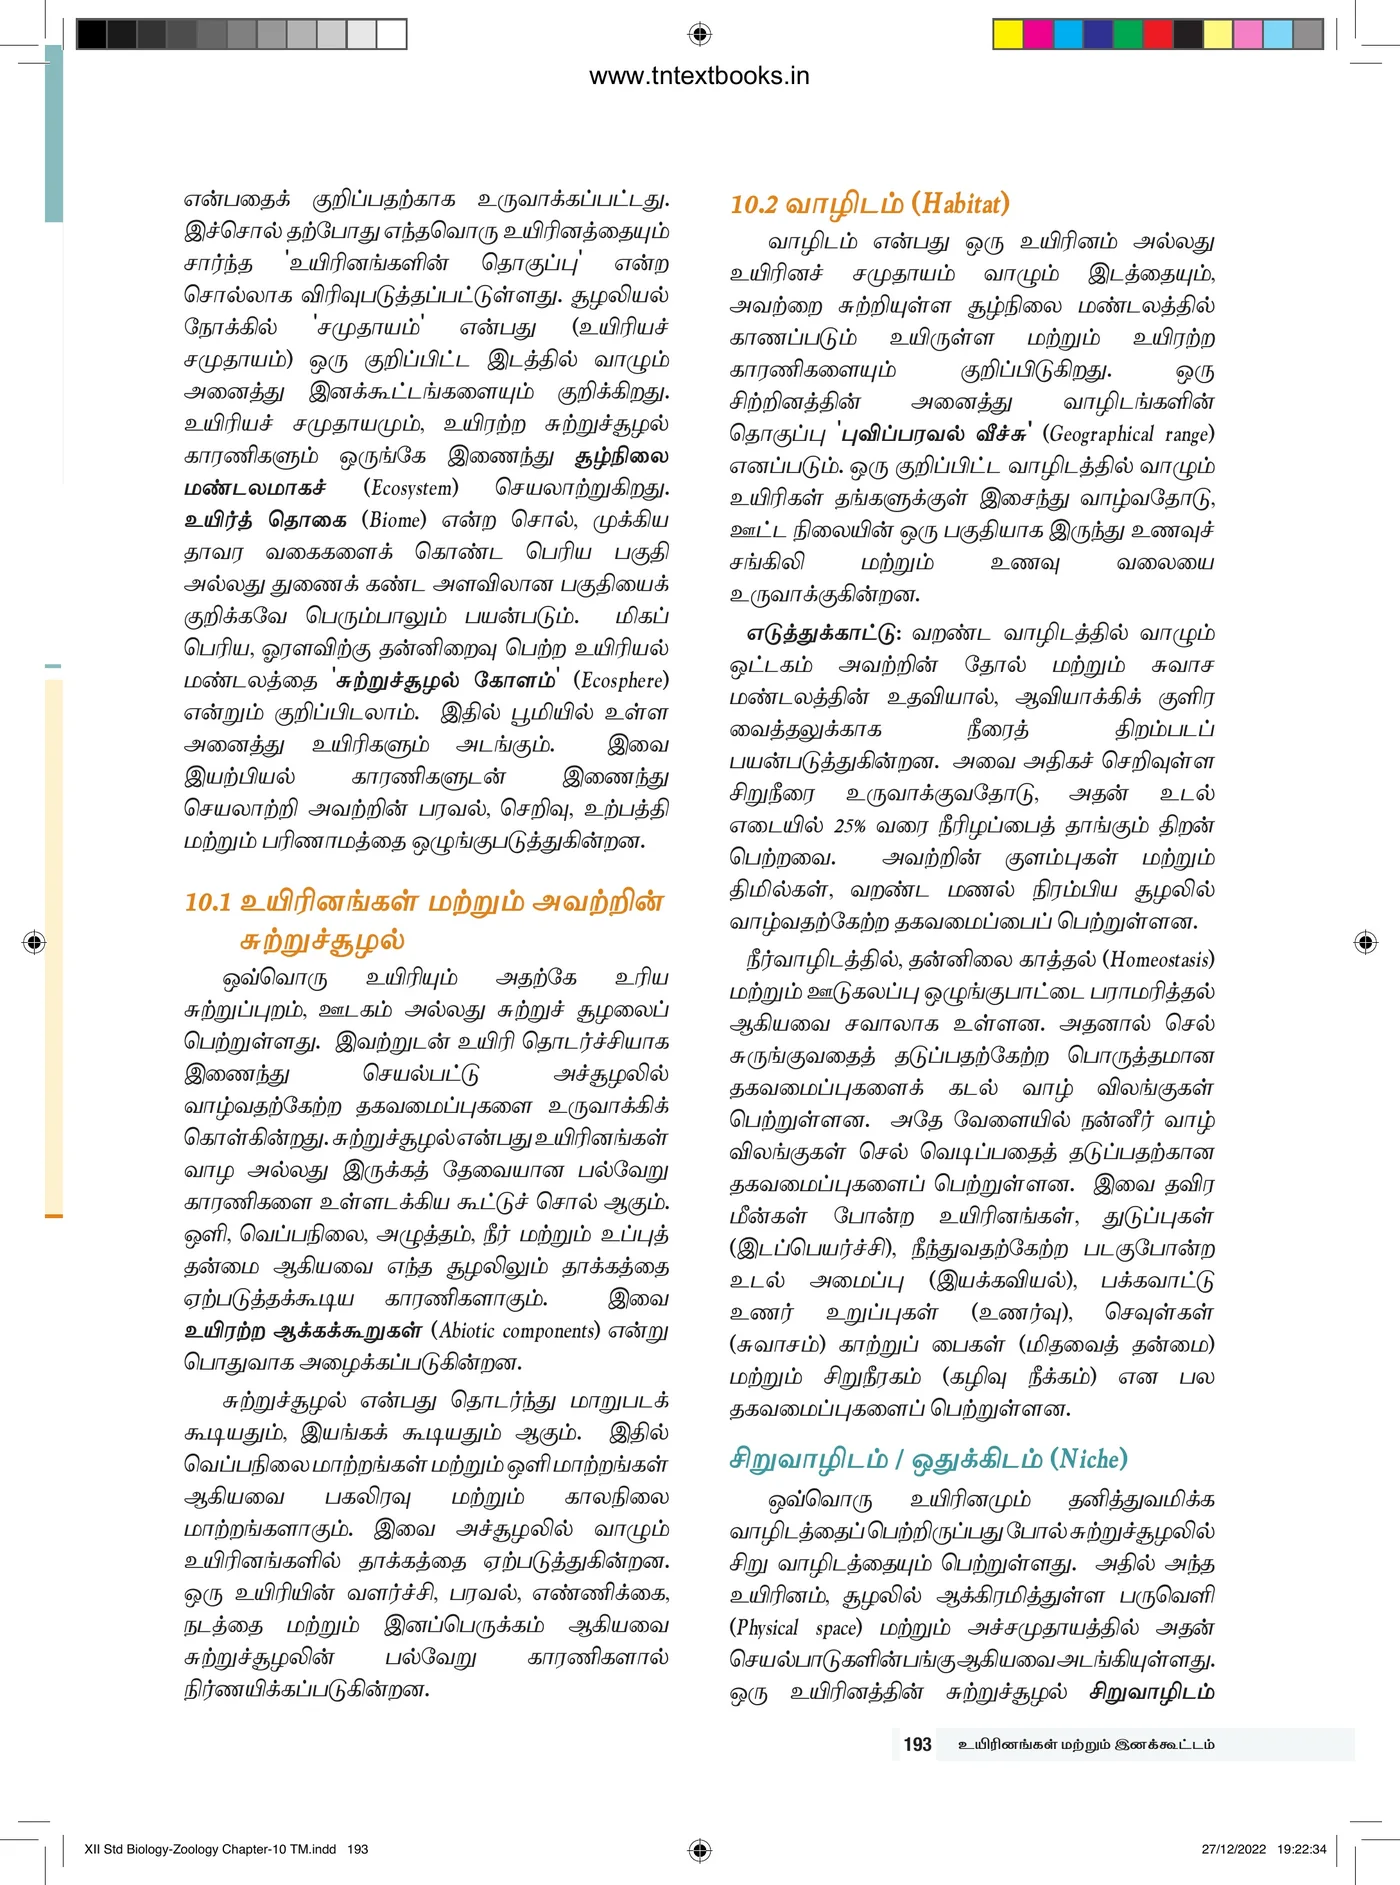 www.tntextbooks.in
என்பதைக் குறிப்பதற்காக உருவாக்கப்பட்டது.
இச்சொல் தற்போது எந்தவொரு உயிரினத்தையும்
சார்ந்த 'உயிரினங்களின் தொகுப்பு' என்ற
சொல்லாக விரிவுபடுத்தப்பட்டுள்ளது. சூழலியல்
நோக்கில் 'சமுதாயம்' என்பது (உயிரியச்
சமுதாயம்) ஒரு குறிப்பிட்ட இடத்தில் வாழும்
அனைத்து இனக்கூட்டங்களையும் குறிக்கிறது.
உயிரியச் சமுதாயமும், உயிரற்ற சுற்றுச்சூழல்
காரணிகளும் ஒருங்கே இணைந்து சூழ்நிலை
மண்டலமாகச் (Ecosystem) செயலாற்றுகிறது.
உயிர்த் தொகை (Biome) என்ற சொல், முக்கிய
தாவர வகைகளைக் கொண்ட பெரிய பகுதி
அல்லது துணைக் கண்ட அளவிலான பகுதியைக்
குறிக்கவே பெரும்பாலும் பயன்படும். மிகப்
பெரிய, ஓரளவிற்கு தன்னிறைவு பெற்ற உயிரியல்
மண்டலத்தை 'சுற்றுச்சூழல் கோளம்' (Ecosphere)
என்றும் குறிப்பிடலாம். இதில் பூமியில் உள்ள
அனைத்து உயிரிகளும் அடங்கும். இவை
இயற்பியல் காரணிகளுடன் இணைந்து
செயலாற்றி அவற்றின் பரவல், செறிவு, உற்பத்தி
மற்றும் பரிணாமத்தை ஒழுங்குபடுத்துகின்றன.
10.1 உயிரினங்கள் மற்றும் அவற்றின்
சுற்றுச்சூழல்
ஒவ்வொரு உயிரியும் அதற்கே உரிய
சுற்றுப்புறம், ஊடகம் அல்லது சுற்றுச் சூழலைப்
பெற்றுள்ளது. இவற்றுடன் உயிரி தொடர்ச்சியாக
இணைந்து செயல்பட்டு அச்சூழலில்
வாழ்வதற்கேற்ற தகவமைப்புகளை உருவாக்கிக்
கொள்கின்றது. சுற்றுச்சூழல் என்பது உயிரினங்கள்
வாழ அல்லது இருக்கத் தேவையான பல்வேறு
காரணிகளை உள்ளடக்கிய கூட்டுச் சொல் ஆகும்.
ஒளி, வெப்பநிலை, அழுத்தம், நீர் மற்றும் உப்புத்
தன்மை ஆகியவை எந்த சூழலிலும் தாக்கத்தை
ஏற்படுத்தக்கூடிய காரணிகளாகும். இவை
உயிரற்ற ஆக்கக்கூறுகள் (Abiotic components) என்று
பொதுவாக அழைக்கப்படுகின்றன.
சுற்றுச்சூழல் என்பது தொடர்ந்து மாறுபடக்
கூடியதும், இயங்கக் கூடியதும் ஆகும். இதில்
வெப்பநிலை மாற்றங்கள் மற்றும் ஒளி மாற்றங்கள்
ஆகியவை பகலிரவு மற்றும் காலநிலை
மாற்றங்களாகும். இவை அச்சூழலில் வாழும்
உயிரினங்களில் தாக்கத்தை ஏற்படுத்துகின்றன.
ஒரு உயிரியின் வளர்ச்சி, பரவல், எண்ணிக்கை,
நடத்தை மற்றும் இனப்பெருக்கம் ஆகியவை
சுற்றுச்சூழலின் பல்வேறு காரணிகளால்
நிர்ணயிக்கப்படுகின்றன.
10.2 வாழிடம் (Habitat)
வாழிடம் என்பது ஒரு உயிரினம் அல்லது
உயிரினச் சமுதாயம் வாழும் இடத்தையும்,
அவற்றை சுற்றியுள்ள சூழ்நிலை மண்டலத்தில்
காணப்படும் உயிருள்ள மற்றும் உயிரற்ற
காரணிகளையும் குறிப்பிடுகிறது. ஒரு
சிற்றினத்தின் அனைத்து வாழிடங்களின்
தொகுப்பு 'புவிப்பரவல் வீச்சு' (Geographical range)
எனப்படும். ஒரு குறிப்பிட்ட வாழிடத்தில் வாழும்
உயிரிகள் தங்களுக்குள் இசைந்து வாழ்வதோடு,
ஊட்ட நிலையின் ஒரு பகுதியாக இருந்து உணவுச்
சங்கிலி மற்றும் உணவு வலையை
உருவாக்குகின்றன.
எடுத்துக்காட்டு: வறண்ட வாழிடத்தில் வாழும்
ஒட்டகம் அவற்றின் தோல் மற்றும் சுவாச
மண்டலத்தின் உதவியால், ஆவியாக்கிக் குளிர
வைத்தலுக்காக நீரைத் திறம்படப்
பயன்படுத்துகின்றன. அவை அதிகச் செறிவுள்ள
சிறுநீரை உருவாக்குவதோடு, அதன் உடல்
எடையில் 25% வரை நீரிழப்பைத் தாங்கும் திறன்
பெற்றவை. அவற்றின் குளம்புகள் மற்றும்
திமில்கள், வறண்ட மணல் நிரம்பிய சூழலில்
வாழ்வதற்கேற்ற தகவமைப்பைப் பெற்றுள்ளன.
நீர்வாழிடத்தில், தன்னிலை காத்தல் (Homeostasis)
மற்றும் ஊடுகலப்பு ஒழுங்குபாட்டை பராமரித்தல்
ஆகியவை சவாலாக உள்ளன. அதனால் செல்
சுருங்குவதைத் தடுப்பதற்கேற்ற பொருத்தமான
தகவமைப்புகளைக் கடல் வாழ் விலங்குகள்
பெற்றுள்ளன. அதே வேளையில் நன்னீர் வாழ்
விலங்குகள் செல் வெடிப்பதைத் தடுப்பதற்கான
தகவமைப்புகளைப் பெற்றுள்ளன. இவை தவிர
மீன்கள் போன்ற உயிரினங்கள், துடுப்புகள்
(இடப்பெயர்ச்சி), நீந்துவதற்கேற்ற படகுபோன்ற
உடல் அமைப்பு (இயக்கவியல்), பக்கவாட்டு
உணர் உறுப்புகள் (உணர்வு), செவுள்கள்
(சுவாசம்) காற்றுப் பைகள் (மிதவைத் தன்மை)
மற்றும் சிறுநீரகம் (கழிவு நீக்கம்) என பல
தகவமைப்புகளைப் பெற்றுள்ளன.
சிறுவாழிடம் / ஒதுக்கிடம் (Niche)
ஒவ்வொரு உயிரினமும் தனித்துவமிக்க
வாழிடத்தைப் பெற்றிருப்பது போல் சுற்றுச்சூழலில்
சிறு வாழிடத்தையும் பெற்றுள்ளது. அதில் அந்த
உயிரினம், சூழலில் ஆக்கிரமித்துள்ள பருவெளி
(Physical space) மற்றும் அச்சமுதாயத்தில் அதன்
செயல்பாடுகளின் பங்கு ஆகியவை அடங்கியுள்ளது.
ஒரு உயிரினத்தின் சுற்றுச்சூழல் சிறுவாழிடம்
193 உயிரினங்கள் மற்றும் இனக்கூட்டம்
XII Std Biology-Zoology Chapter-10 TM.indd 193
27/12/2022 19:22:34